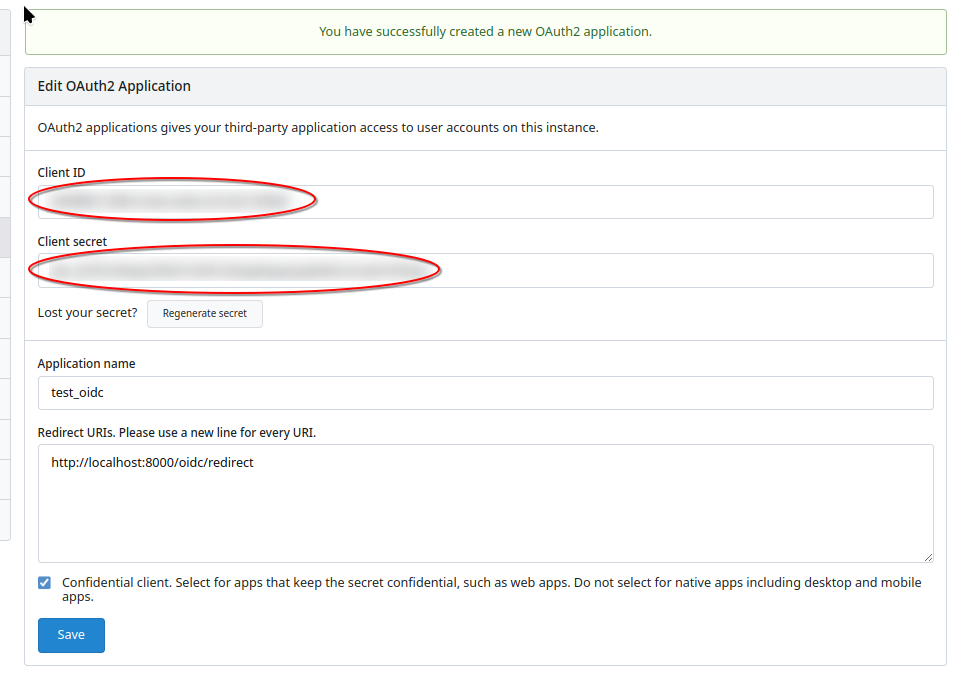 You have successfully created a new OAuth2 application.
Edit OAuth2 Application
OAuth2 applications gives your third-party application access to user accounts on this instance.
Client ID
Client secret
Lost your secret?
Regenerate secret
Application name
test_oidc
Redirect URIs. Please use a new line for every URI.
http://localhost:8000/oidc/redirect
Confidential client. Select for apps that keep the secret confidential, such as web apps. Do not select for native apps including desktop and mobile
apps.
Save